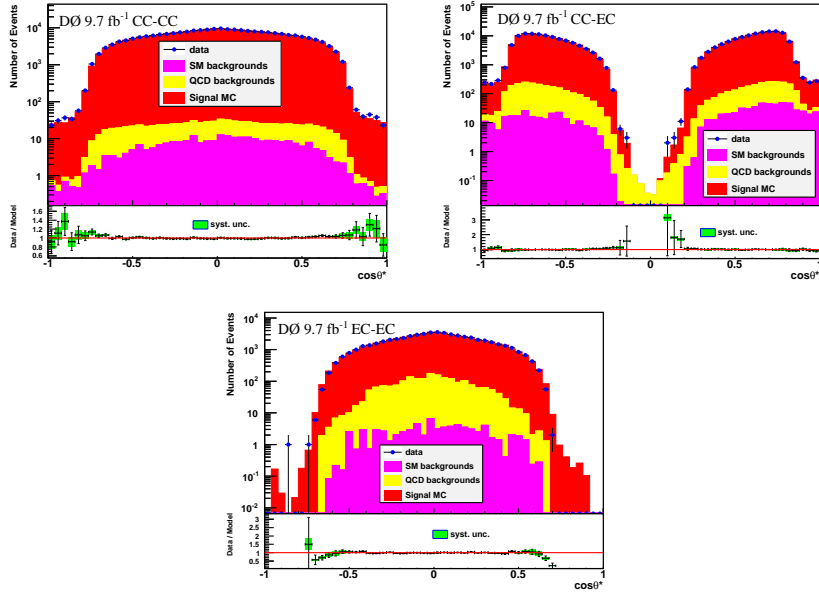 DØ 9.7 fb⁻¹ CC-CC
Number of Events
10⁴
10³
10²
10
1
data
SM backgrounds
QCD backgrounds
Signal MC
Data / Model
1.6
1.4
1.2
1
0.8
0.6
syst. unc.
-1 -0.5 0 0.5 1
cosθ*
DØ 9.7 fb⁻¹ CC-EC
Number of Events
10⁵
10⁴
10³
10²
10
1
10⁻¹
data
SM backgrounds
QCD backgrounds
Signal MC
Data / Model
3
2
1
syst. unc.
-1 -0.5 0 0.5 1
cosθ*
DØ 9.7 fb⁻¹ EC-EC
Number of Events
10⁴
10³
10²
10
1
10⁻¹
10⁻²
data
SM backgrounds
QCD backgrounds
Signal MC
Data / Model
3
2.5
2
1.5
1
0.5
syst. unc.
-1 -0.5 0 0.5 1
cosθ*